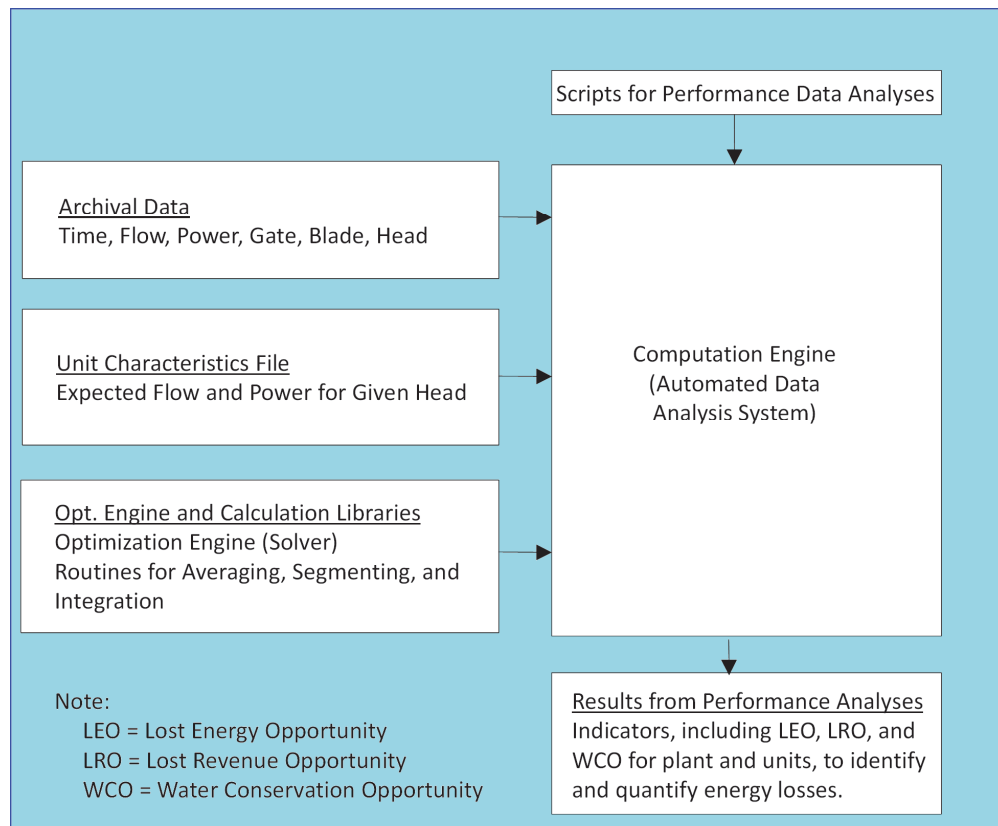 Scripts for Performance Data Analyses
Archival Data
Time, Flow, Power, Gate, Blade, Head
Unit Characteristics File
Expected Flow and Power for Given Head
Computation Engine
(Automated Data
Analysis System)
Opt. Engine and Calculation Libraries
Optimization Engine (Solver)
Routines for Averaging, Segmenting, and
Integration
Note:
LEO = Lost Energy Opportunity
LRO = Lost Revenue Opportunity
WCO = Water Conservation Opportunity
Results from Performance Analyses
Indicators, including LEO, LRO, and
WCO for plant and units, to identify
and quantify energy losses.